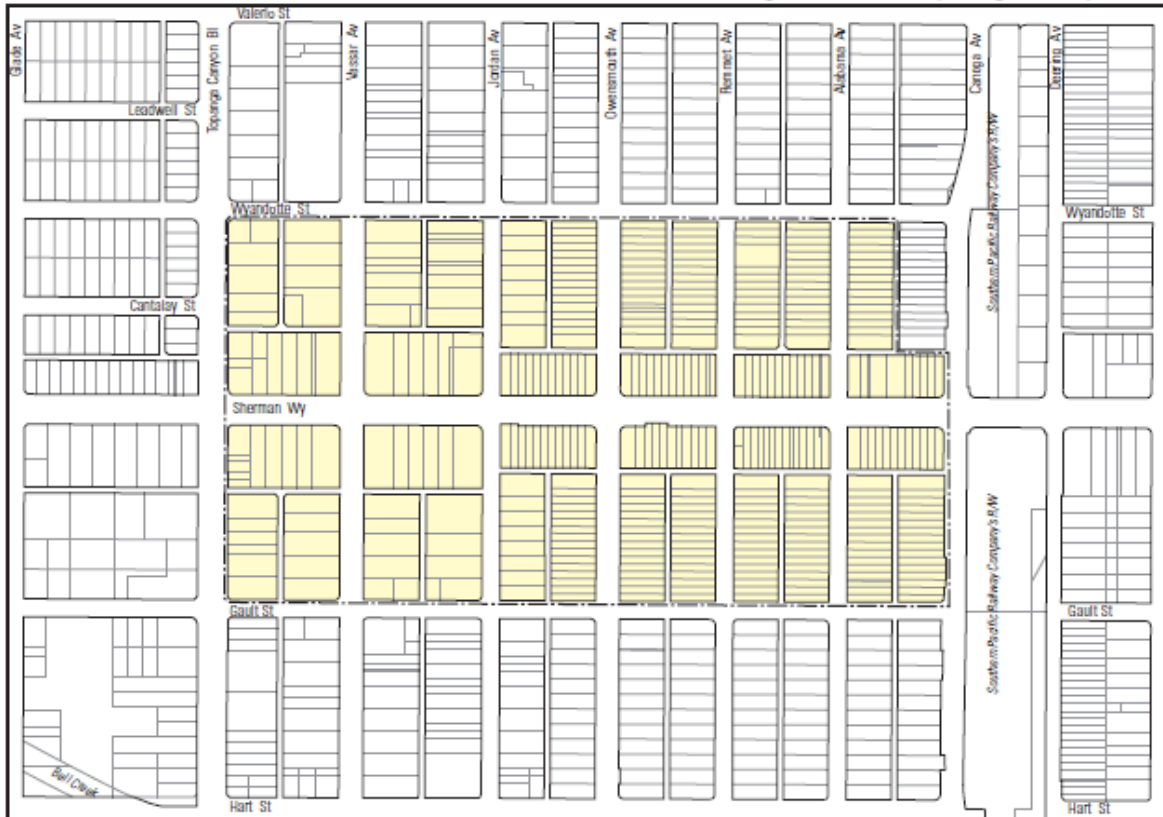 Valerio St
Glade Av
Topanga Canyon Bl
Vassar Av
Jordan Av
Owensmouth Av
Remmet Av
Alabama Av
Canoga Av
Deering Av
Leadwell St
Southern Pacific Railway Company's R/W
Wyandotte St
Wyandotte St
Cantalay St
Sherman Wy
Southern Pacific Railway Company's R/W
Gault St
Gault St
Bell Creek
Hart St
Hart St